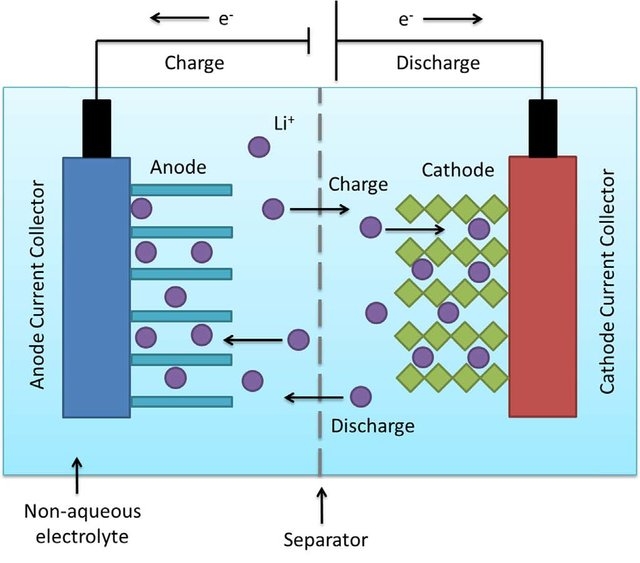 e-
e-
Charge
Discharge
Li+
Anode
Cathode
Charge
Anode Current Collector
Cathode Current Collector
Discharge
Non-aqueous
electrolyte
Separator